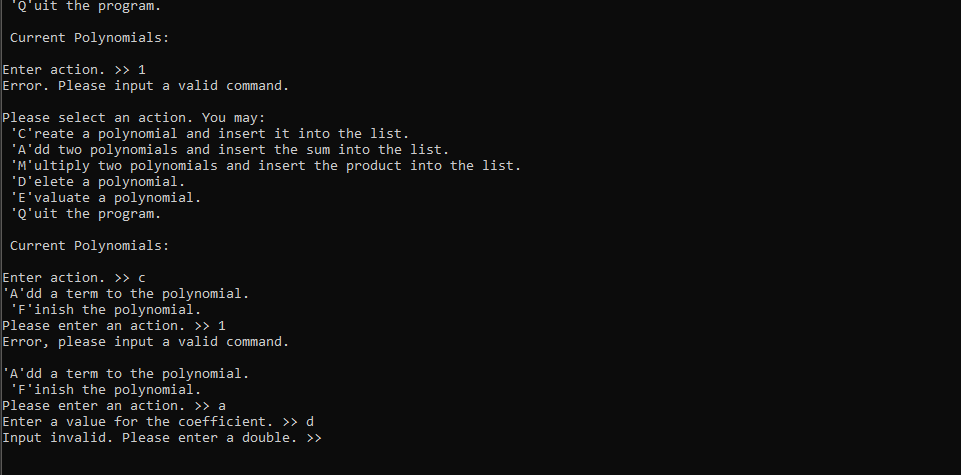 'Q'uit the program.
Current Polynomials:
Enter action. >> 1
Error. Please input a valid command.
Please select an action. You may:
'C'reate a polynomial and insert it into the list.
'A'dd two polynomials and insert the sum into the list.
'M'ultiply two polynomials and insert the product into the list.
'D'elete a polynomial.
'E'valuate a polynomial.
'Q'uit the program.
Current Polynomials:
Enter action. >> c
'A'dd a term to the polynomial.
'F'inish the polynomial.
Please enter an action. >> 1
Error, please input a valid command.
'A'dd a term to the polynomial.
'F'inish the polynomial.
Please enter an action. >> a
Enter a value for the coefficient. >> d
Input invalid. Please enter a double. >>